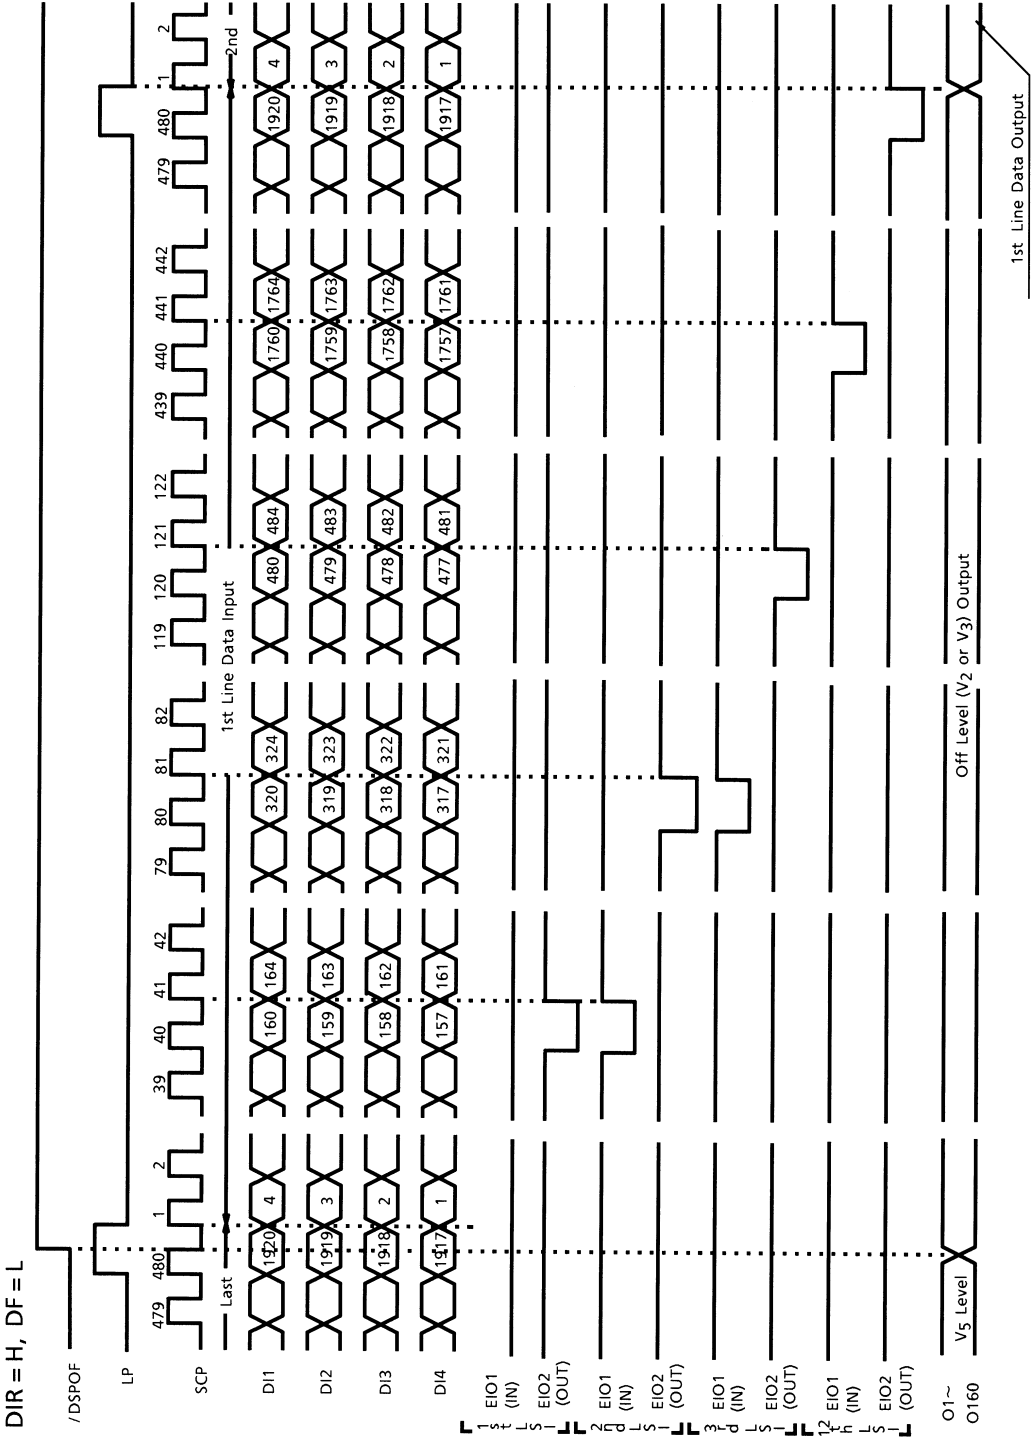 DIR = H, DF = L
/DSPOF
LP
SCP 479 480 1 2 39 40 41 42 79 80 81 82 119 120 121 122 439 440 441 442 479 480 1 2
Last 1st Line Data Input 2nd
DI1 1920 4 160 164 320 324 480 484 1760 1764 1920 4
DI2 1919 3 159 163 319 323 479 483 1759 1763 1919 3
DI3 1918 2 158 162 318 322 478 482 1758 1762 1918 2
DI4 1917 1 157 161 317 321 477 481 1757 1761 1917 1
1st LSI
EIO1
(IN)
EIO2
(OUT)
2nd LSI
EIO1
(IN)
EIO2
(OUT)
3rd LSI
EIO1
(IN)
EIO2
(OUT)
12th LSI
EIO1
(IN)
EIO2
(OUT)
O1~
O160
V5 Level
Off Level (V2 or V3) Output
1st Line Data Output